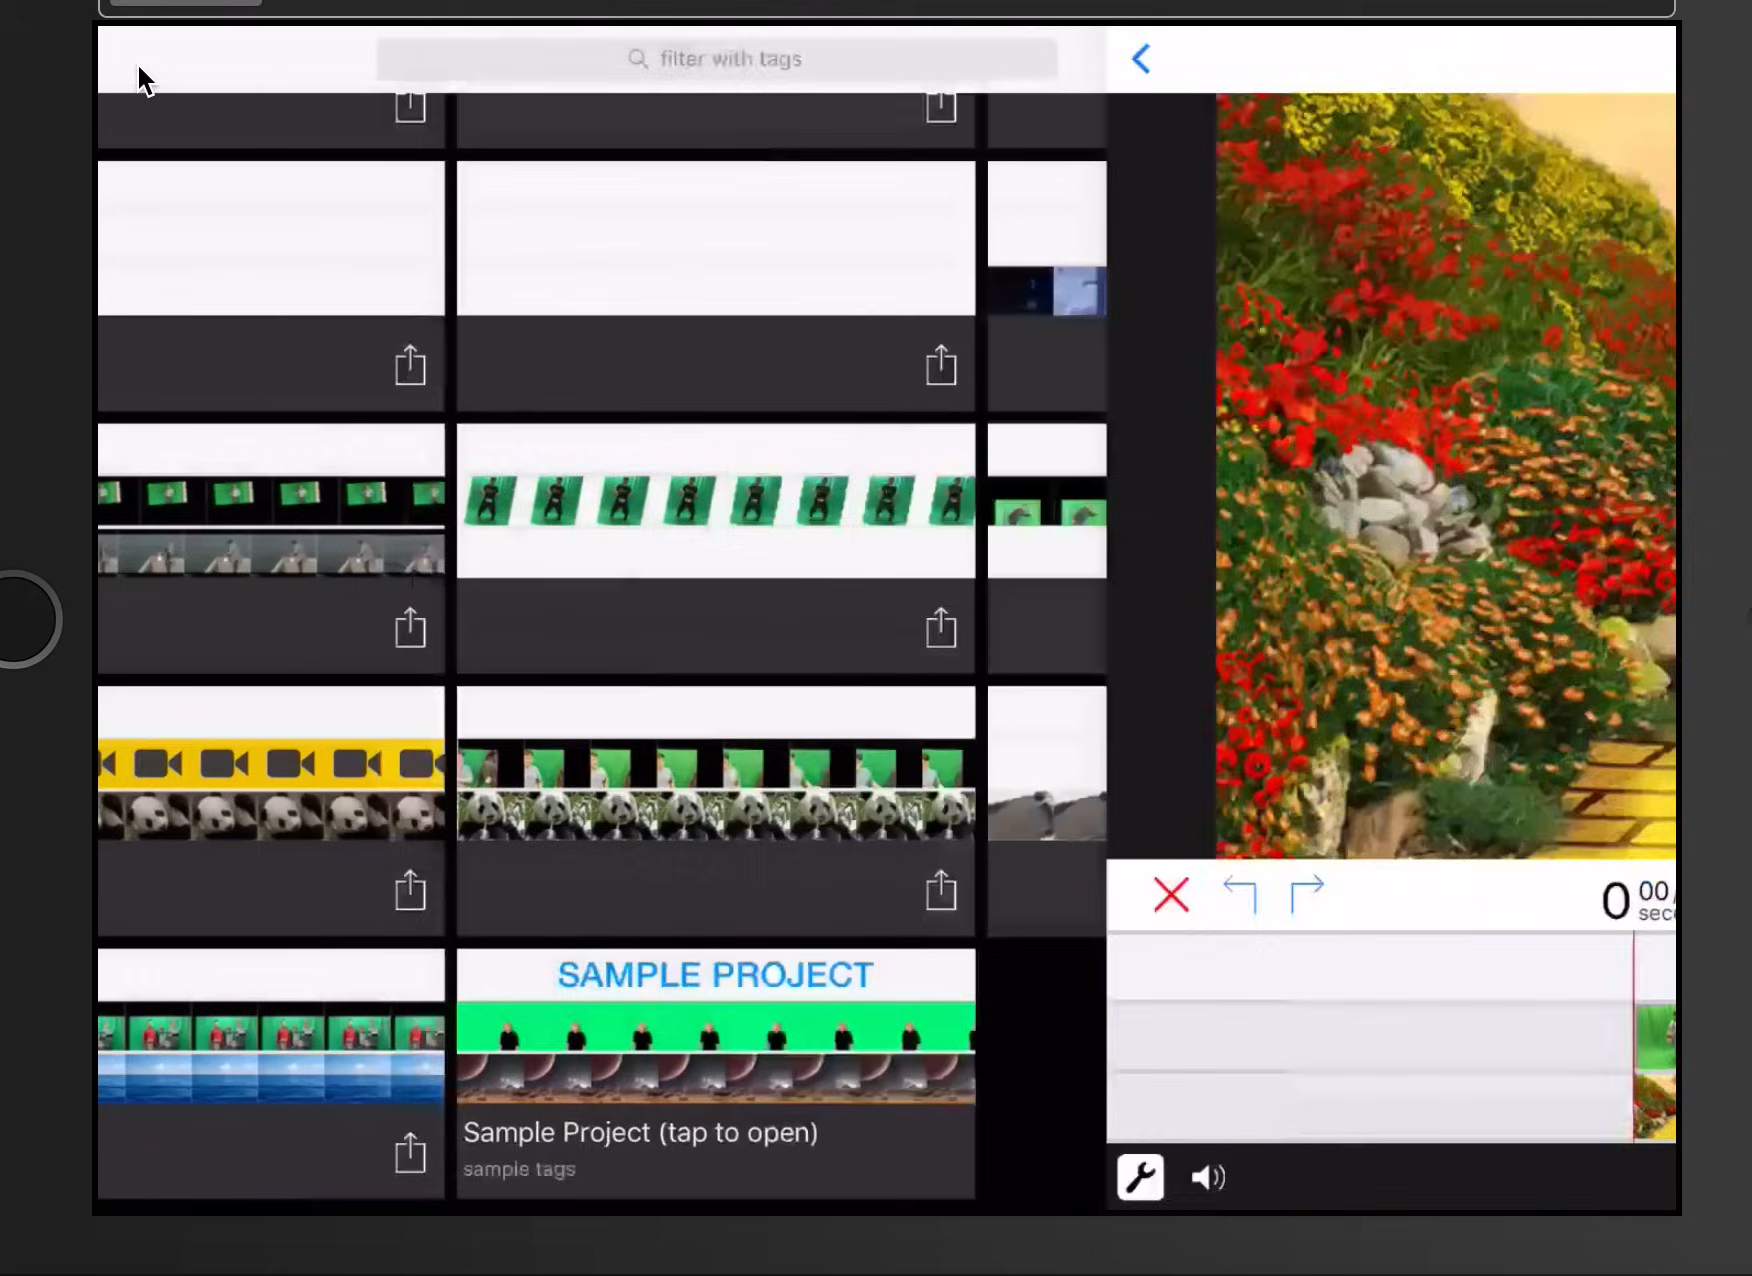 filter with tags
0 00/
sec
SAMPLE PROJECT
Sample Project (tap to open)
sample tags